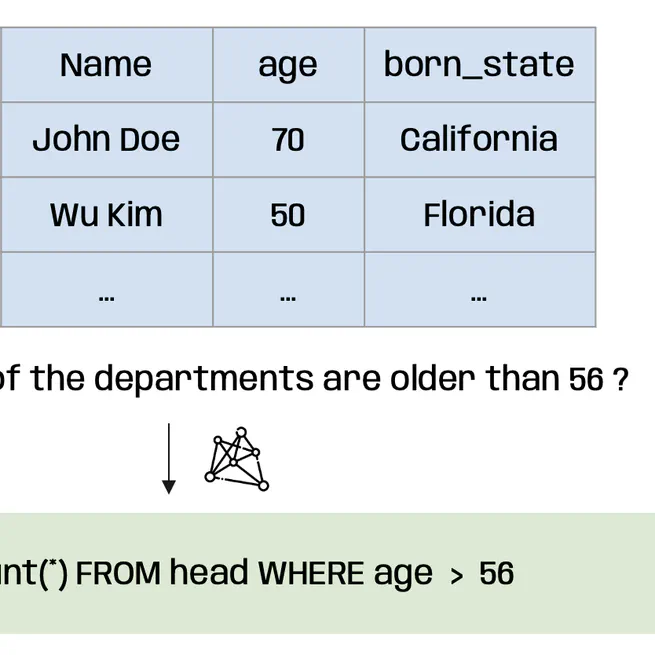 Name age born_state
John Doe 70 California
Wu Kim 50 Florida
... ... ...
of the departments are older than 56 ?
nt(*) FROM head WHERE age > 56